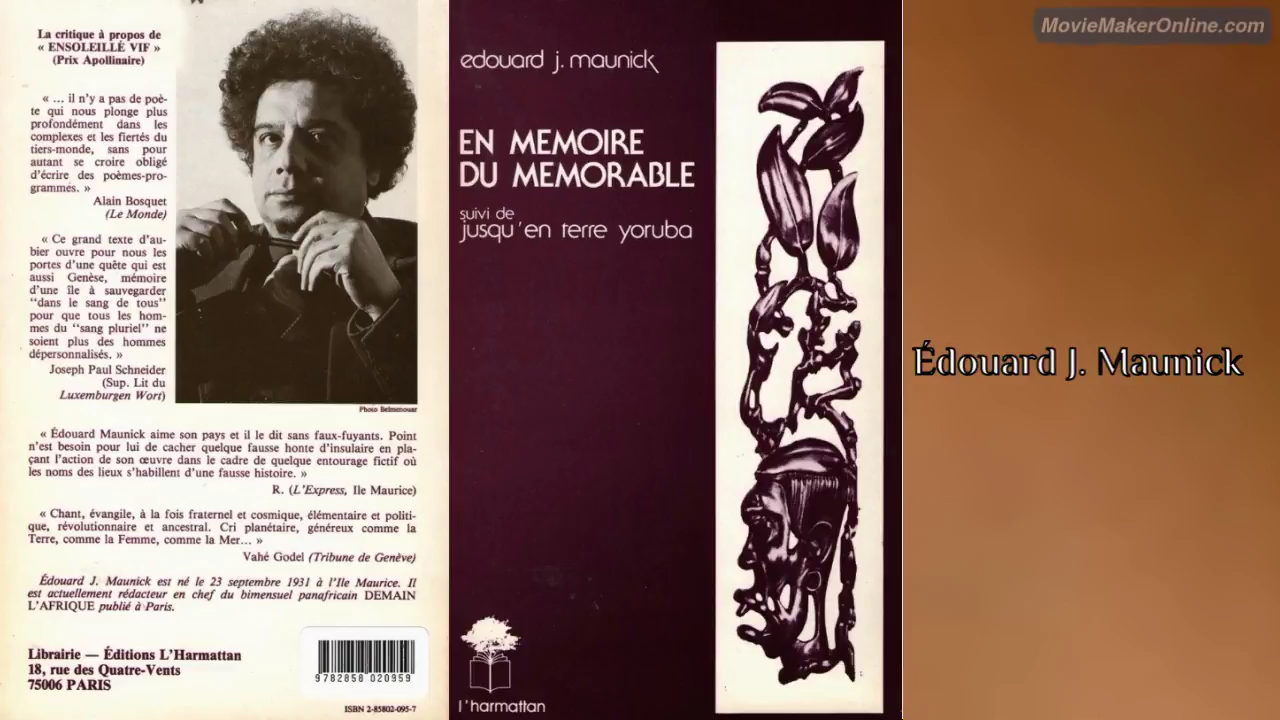 La critique à propos de
« ENSOLEILLÉ VIF »
(Prix Apollinaire)
« ... il n'y a pas de poè-
te qui nous plonge plus
profondément dans les
complexes et les fiertés du
tiers-monde, sans pour
autant se croire obligé
d'écrire des poèmes-pro-
grammés. »
Alain Bosquet
(Le Monde)
« Ce grand texte d'au-
bier ouvre pour nous les
portes d'une quête qui est
aussi Genèse, mémoire
d'une île à sauvegarder
"dans le sang de tous"
pour que tous les hom-
mes du "sang pluriel" ne
soient plus des hommes
dépersonnalisés. »
Joseph Paul Schneider
(Sup. Lit du
Luxemburgen Wort)
Photo Belmenouar
« Édouard Maunick aime son pays et il le dit sans faux-fuyants. Point
n'est besoin pour lui de cacher quelque fausse honte d'insulaire en pla-
çant l'action de son œuvre dans le cadre de quelque entourage fictif où
les noms des lieux s'habillent d'une fausse histoire. »
R. (L'Express, Ile Maurice)
« Chant, évangile, à la fois fraternel et cosmique, élémentaire et politi-
que, révolutionnaire et ancestral. Cri planétaire, généreux comme la
Terre, comme la Femme, comme la Mer... »
Vahé Godel (Tribune de Genève)
Édouard J. Maunick est né le 23 septembre 1931 à l'Ile Maurice. Il
est actuellement rédacteur en chef du bimensuel panafricain DEMAIN
L'AFRIQUE publié à Paris.
Librairie — Éditions L'Harmattan
18, rue des Quatre-Vents
75006 PARIS
9782858 020959
ISBN 2-85802-095-7
edouard j. maunick
EN MEMOIRE
DU MEMORABLE
suivi de
jusqu'en terre yoruba
l'harmattan
MovieMakerOnline.com
Édouard J. Maunick